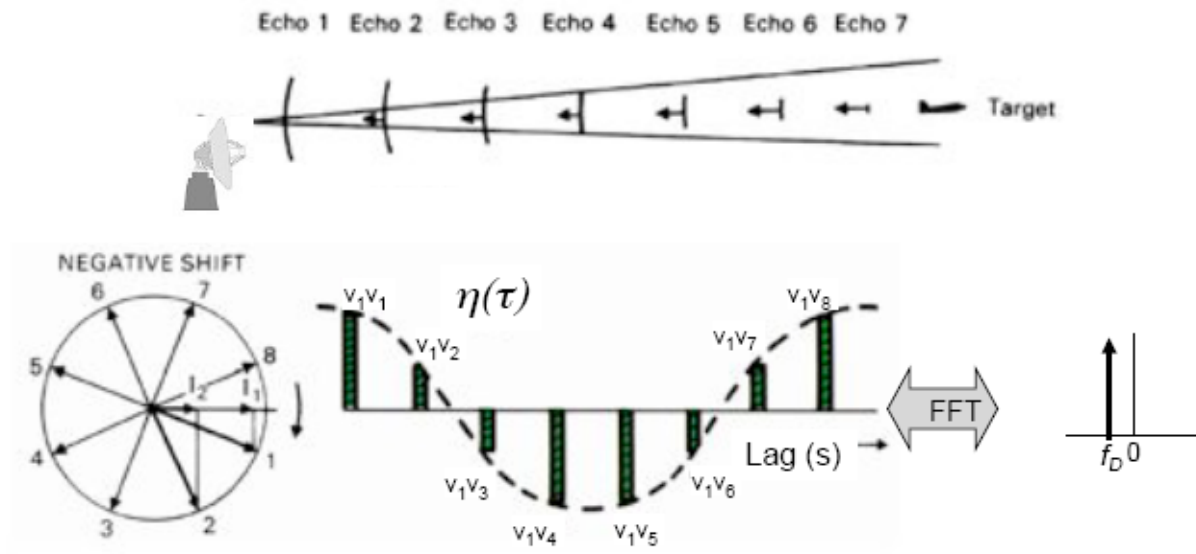 Echo 1 Echo 2 Echo 3 Echo 4 Echo 5 Echo 6 Echo 7
Target
NEGATIVE SHIFT
6 7
5 8
I₂ I₁
4 1
3 2
η(τ)
v₁v₁
v₁v₂
v₁v₃
v₁v₄
v₁v₅
v₁v₆
v₁v₇
v₁v₈
Lag (s)
FFT
f_D 0